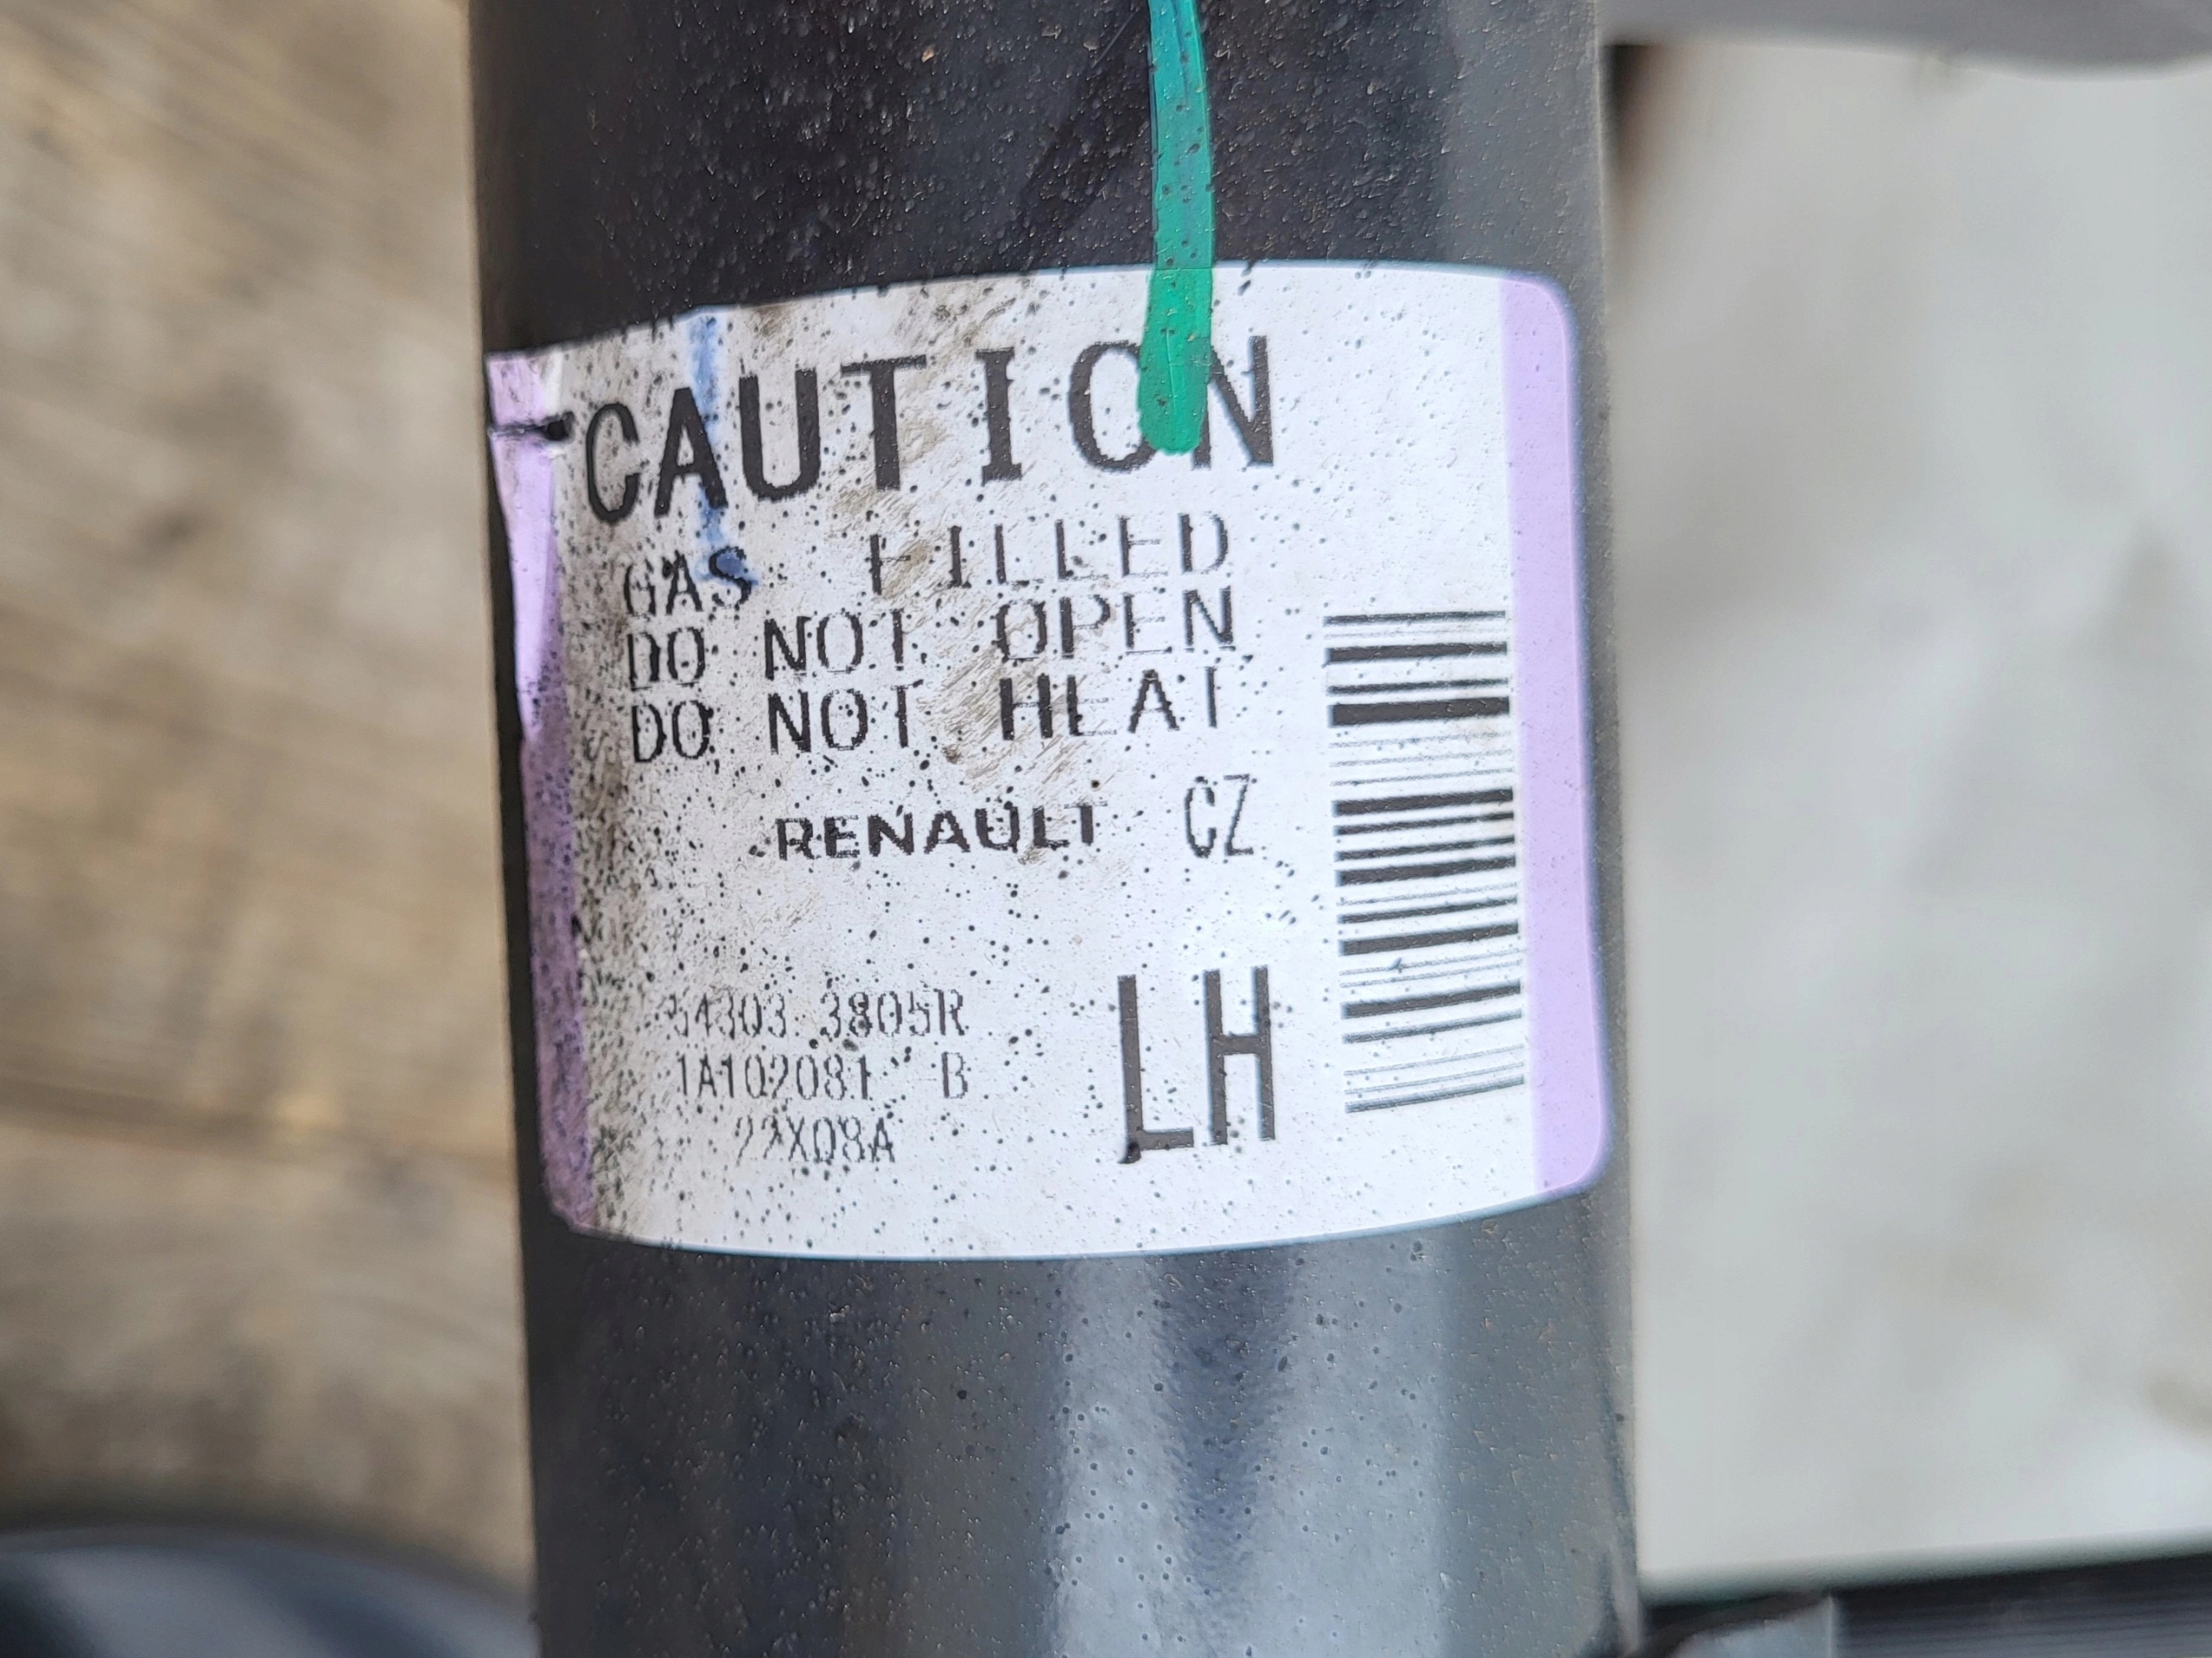 CAUTION
GAS FILLED
DO NOT OPEN
DO NOT HEAT
RENAULT CZ
54303 3805R
1A102081 B
22X08A
LH